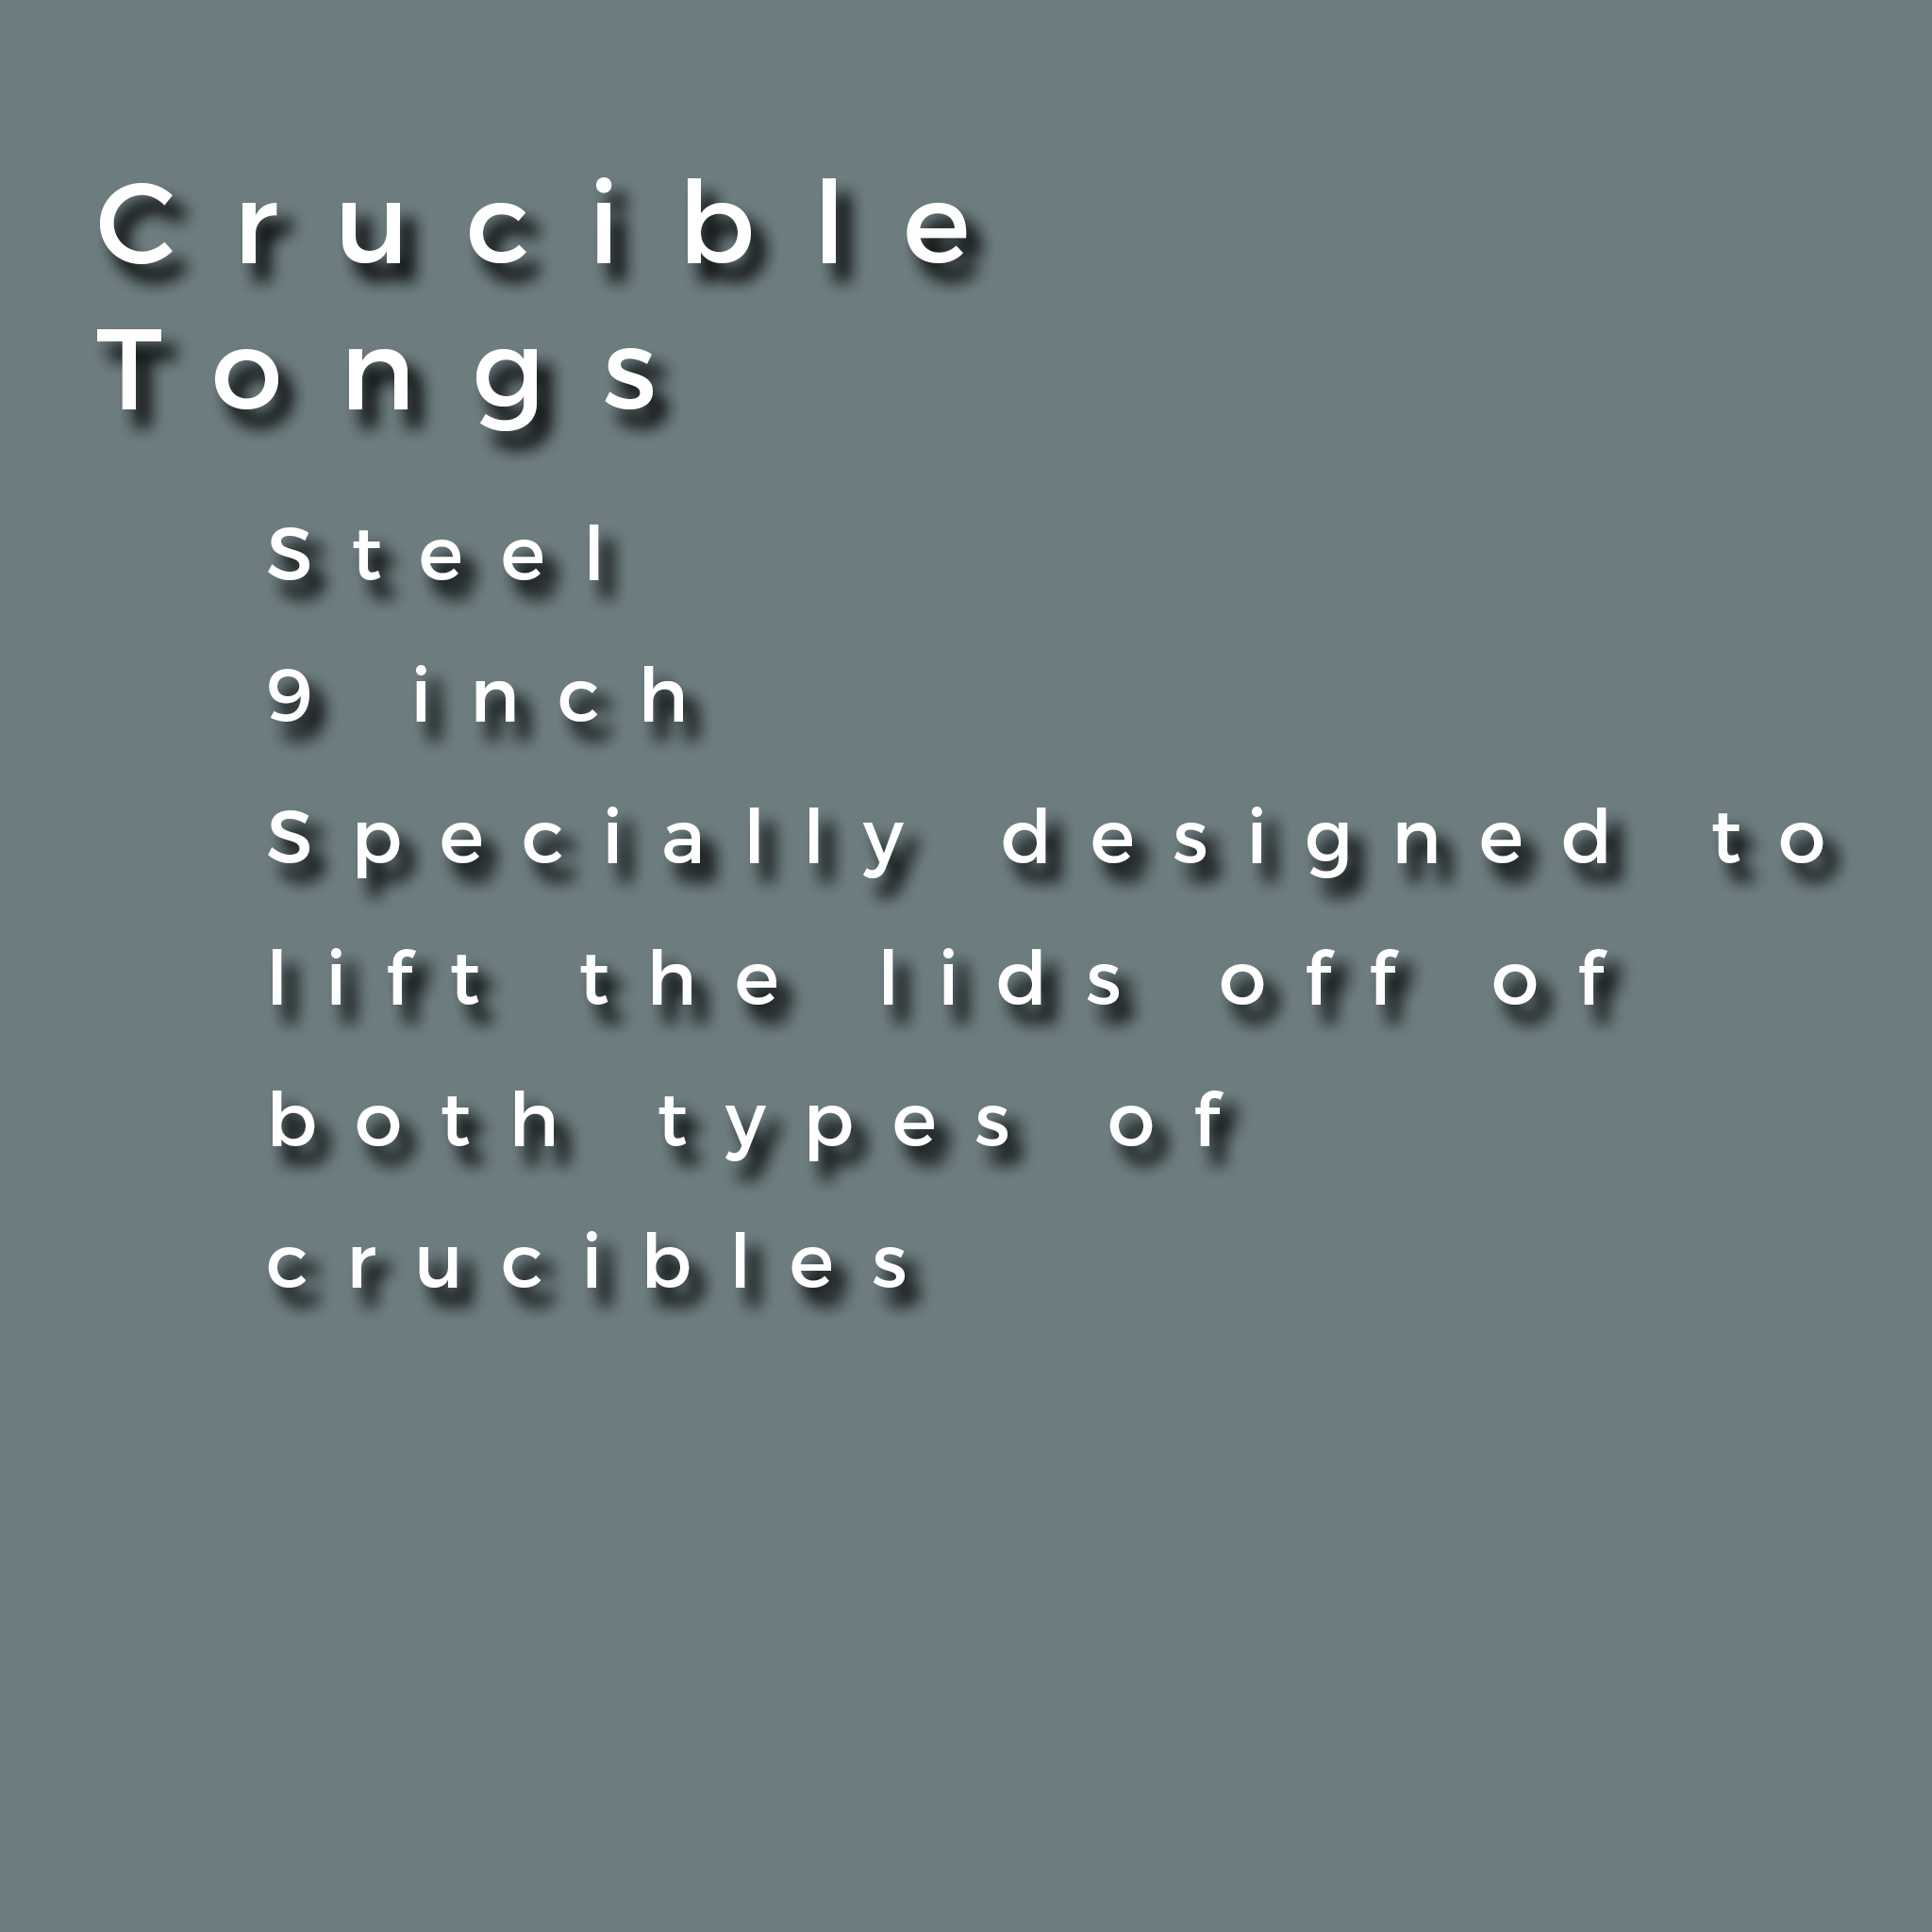 Crucible
Tongs
Steel
9 inch
Specially designed to
lift the lids off of
both types of
crucibles